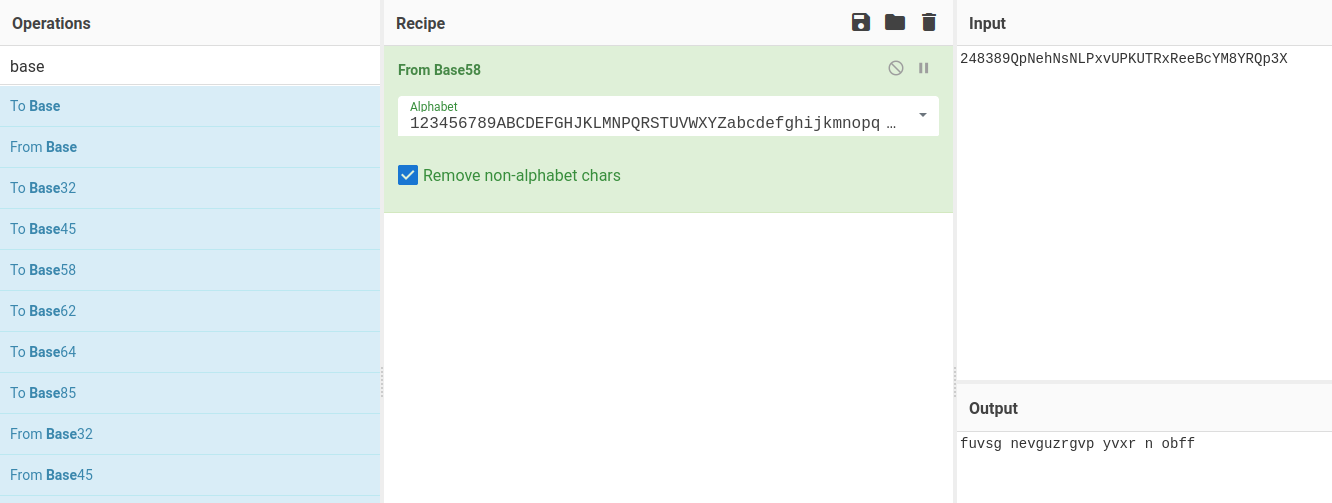 Operations
base
To Base
From Base
To Base32
To Base45
To Base58
To Base62
To Base64
To Base85
From Base32
From Base45
Recipe
From Base58
Alphabet
123456789ABCDEFGHJKLMNPQRSTUVWXYZabcdefghijkmnopq …
Remove non-alphabet chars
Input
248389QpNehNsNLPxvUPKUTRxReeBcYM8YRQp3X
Output
fuvsg nevguzrgvp yvxr n obff